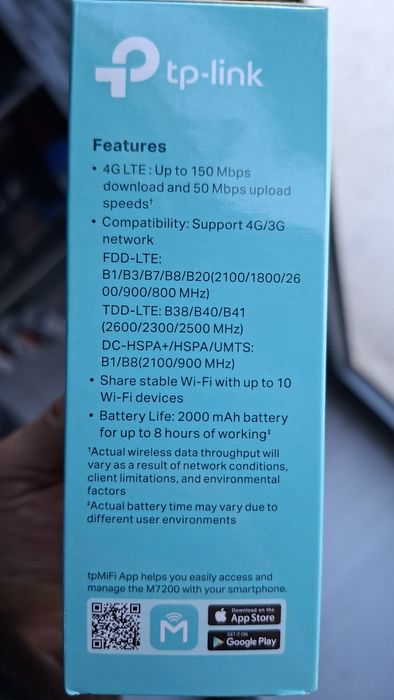 tp-link
Features
• 4G LTE : Up to 150 Mbps
download and 50 Mbps upload
speeds†
• Compatibility: Support 4G/3G
network
FDD-LTE:
B1/B3/B7/B8/B20(2100/1800/26
00/900/800 MHz)
TDD-LTE: B38/B40/B41
(2600/2300/2500 MHz)
DC-HSPA+/HSPA/UMTS:
B1/B8(2100/900 MHz)
• Share stable Wi-Fi with up to 10
Wi-Fi devices
• Battery Life: 2000 mAh battery
for up to 8 hours of working‡
†Actual wireless data throughput will
vary as a result of network conditions,
client limitations, and environmental
factors
‡Actual battery time may vary due to
different user environments
tpMiFi App helps you easily access and
manage the M7200 with your smartphone.
M
Download on the
App Store
GET IT ON
Google Play